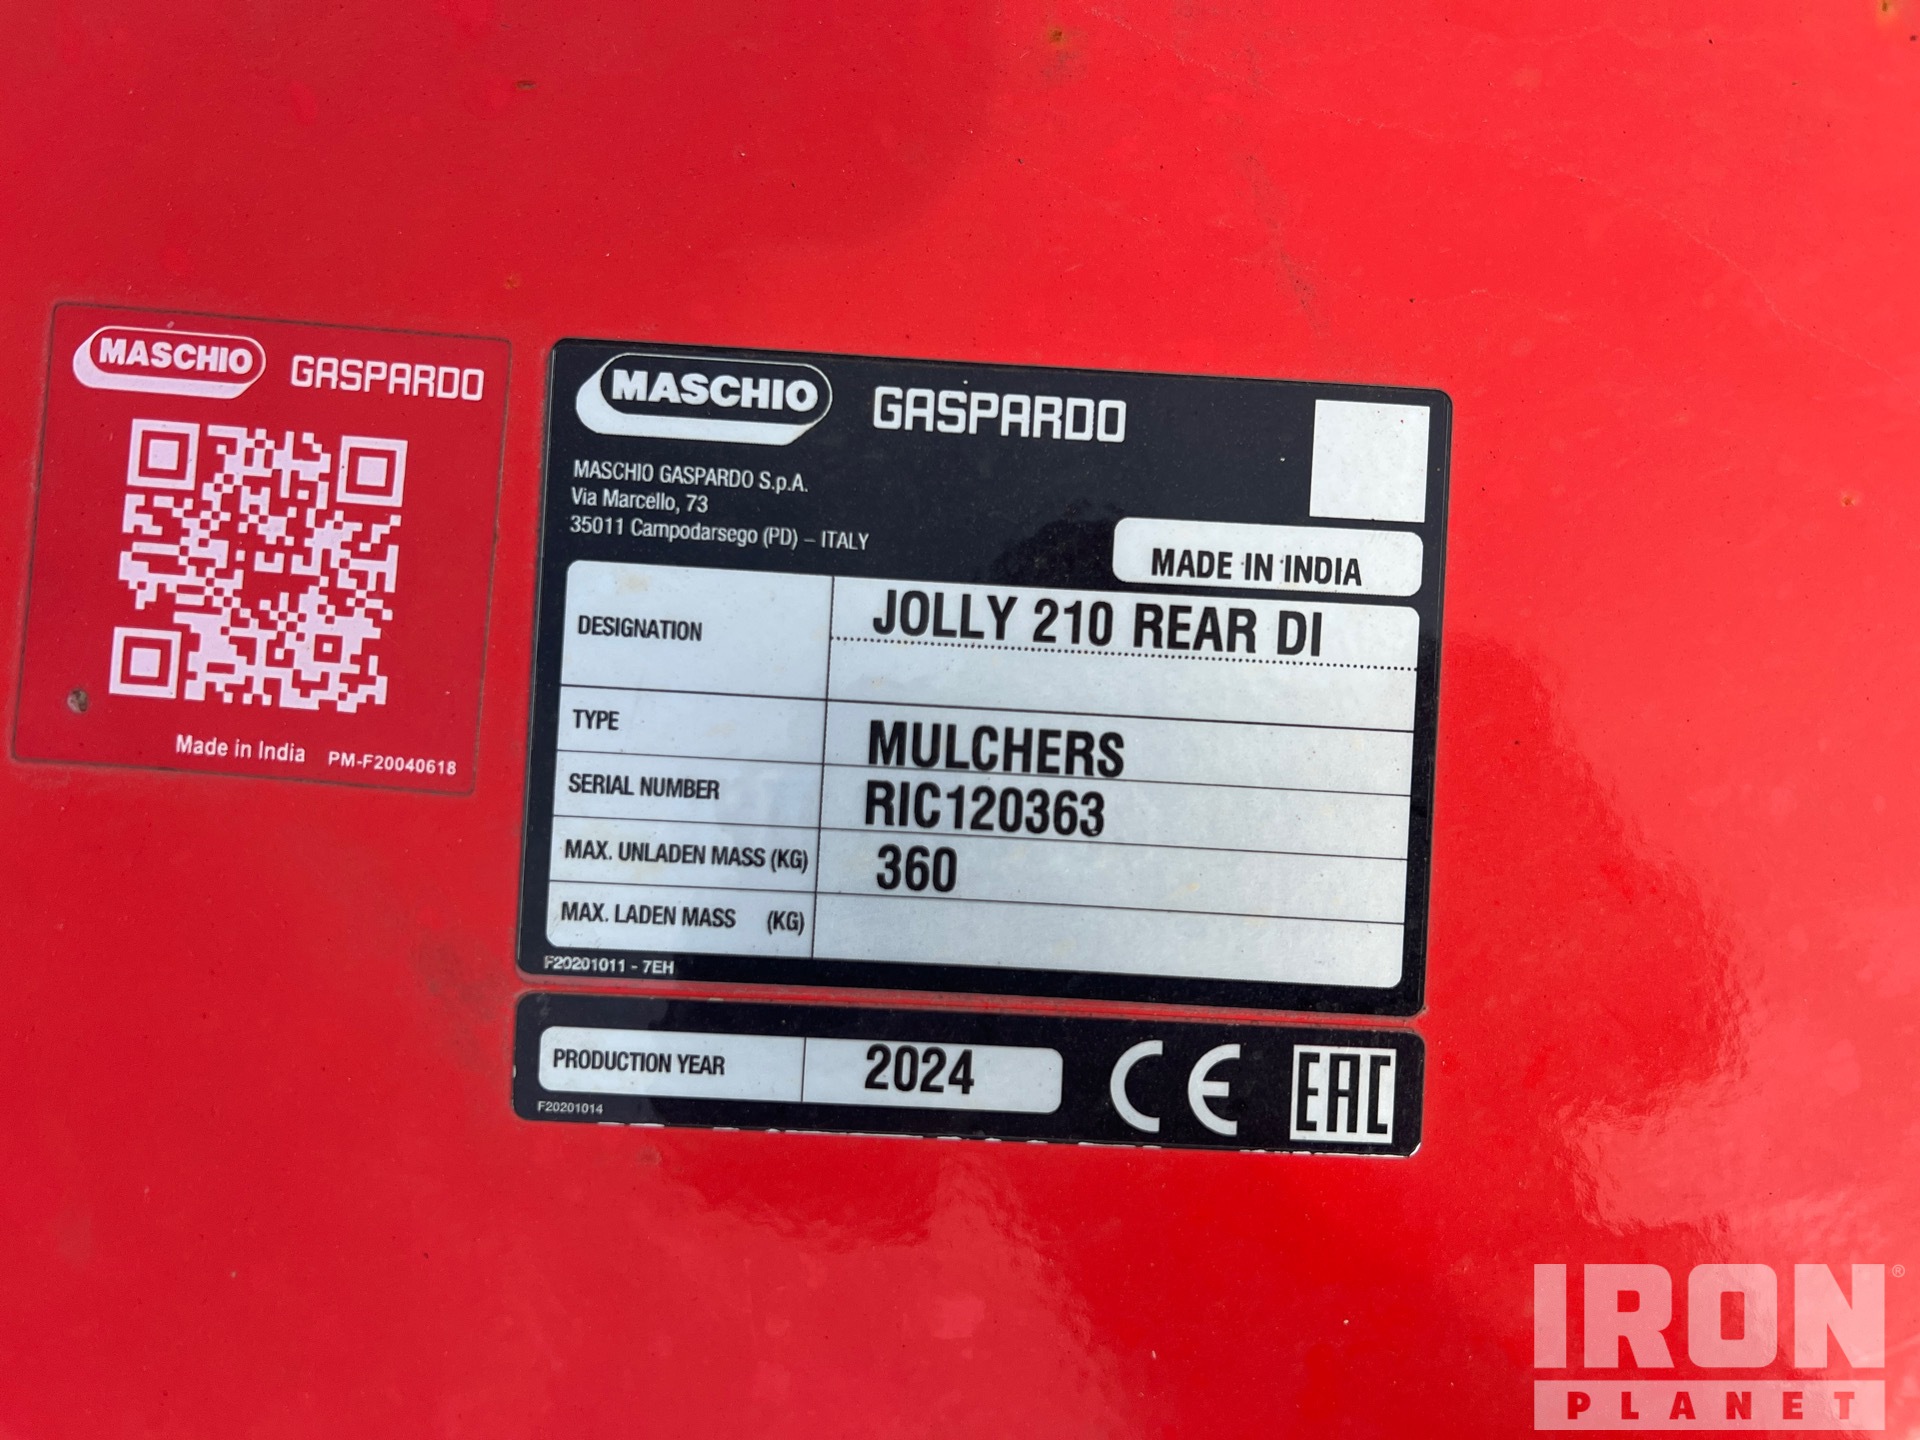 MASCHIO GASPARDO
Made in India PM-F20040618
MASCHIO GASPARDO
MASCHIO GASPARDO S.p.A.
Via Marcello, 73
35011 Campodarsego (PD) – ITALY
MADE IN INDIA
DESIGNATION JOLLY 210 REAR DI
TYPE MULCHERS
SERIAL NUMBER RIC120363
MAX. UNLADEN MASS (KG) 360
MAX. LADEN MASS (KG)
F20201011 - 7EH
PRODUCTION YEAR 2024
CE EAC
F20201014
IRON®
PLANET